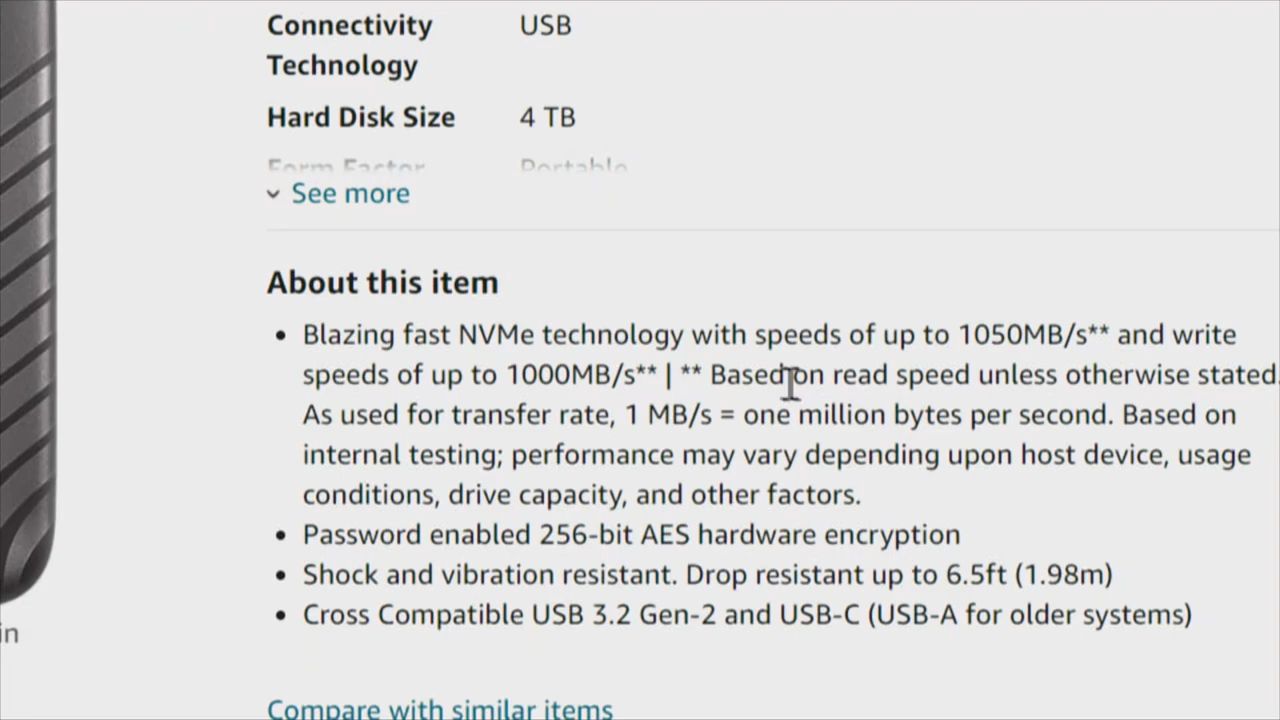 Connectivity USB
Technology
Hard Disk Size 4 TB
Form Factor Portable
See more
About this item
• Blazing fast NVMe technology with speeds of up to 1050MB/s** and write
speeds of up to 1000MB/s** | ** Based on read speed unless otherwise stated.
As used for transfer rate, 1 MB/s = one million bytes per second. Based on
internal testing; performance may vary depending upon host device, usage
conditions, drive capacity, and other factors.
• Password enabled 256-bit AES hardware encryption
• Shock and vibration resistant. Drop resistant up to 6.5ft (1.98m)
• Cross Compatible USB 3.2 Gen-2 and USB-C (USB-A for older systems)
in
Compare with similar items